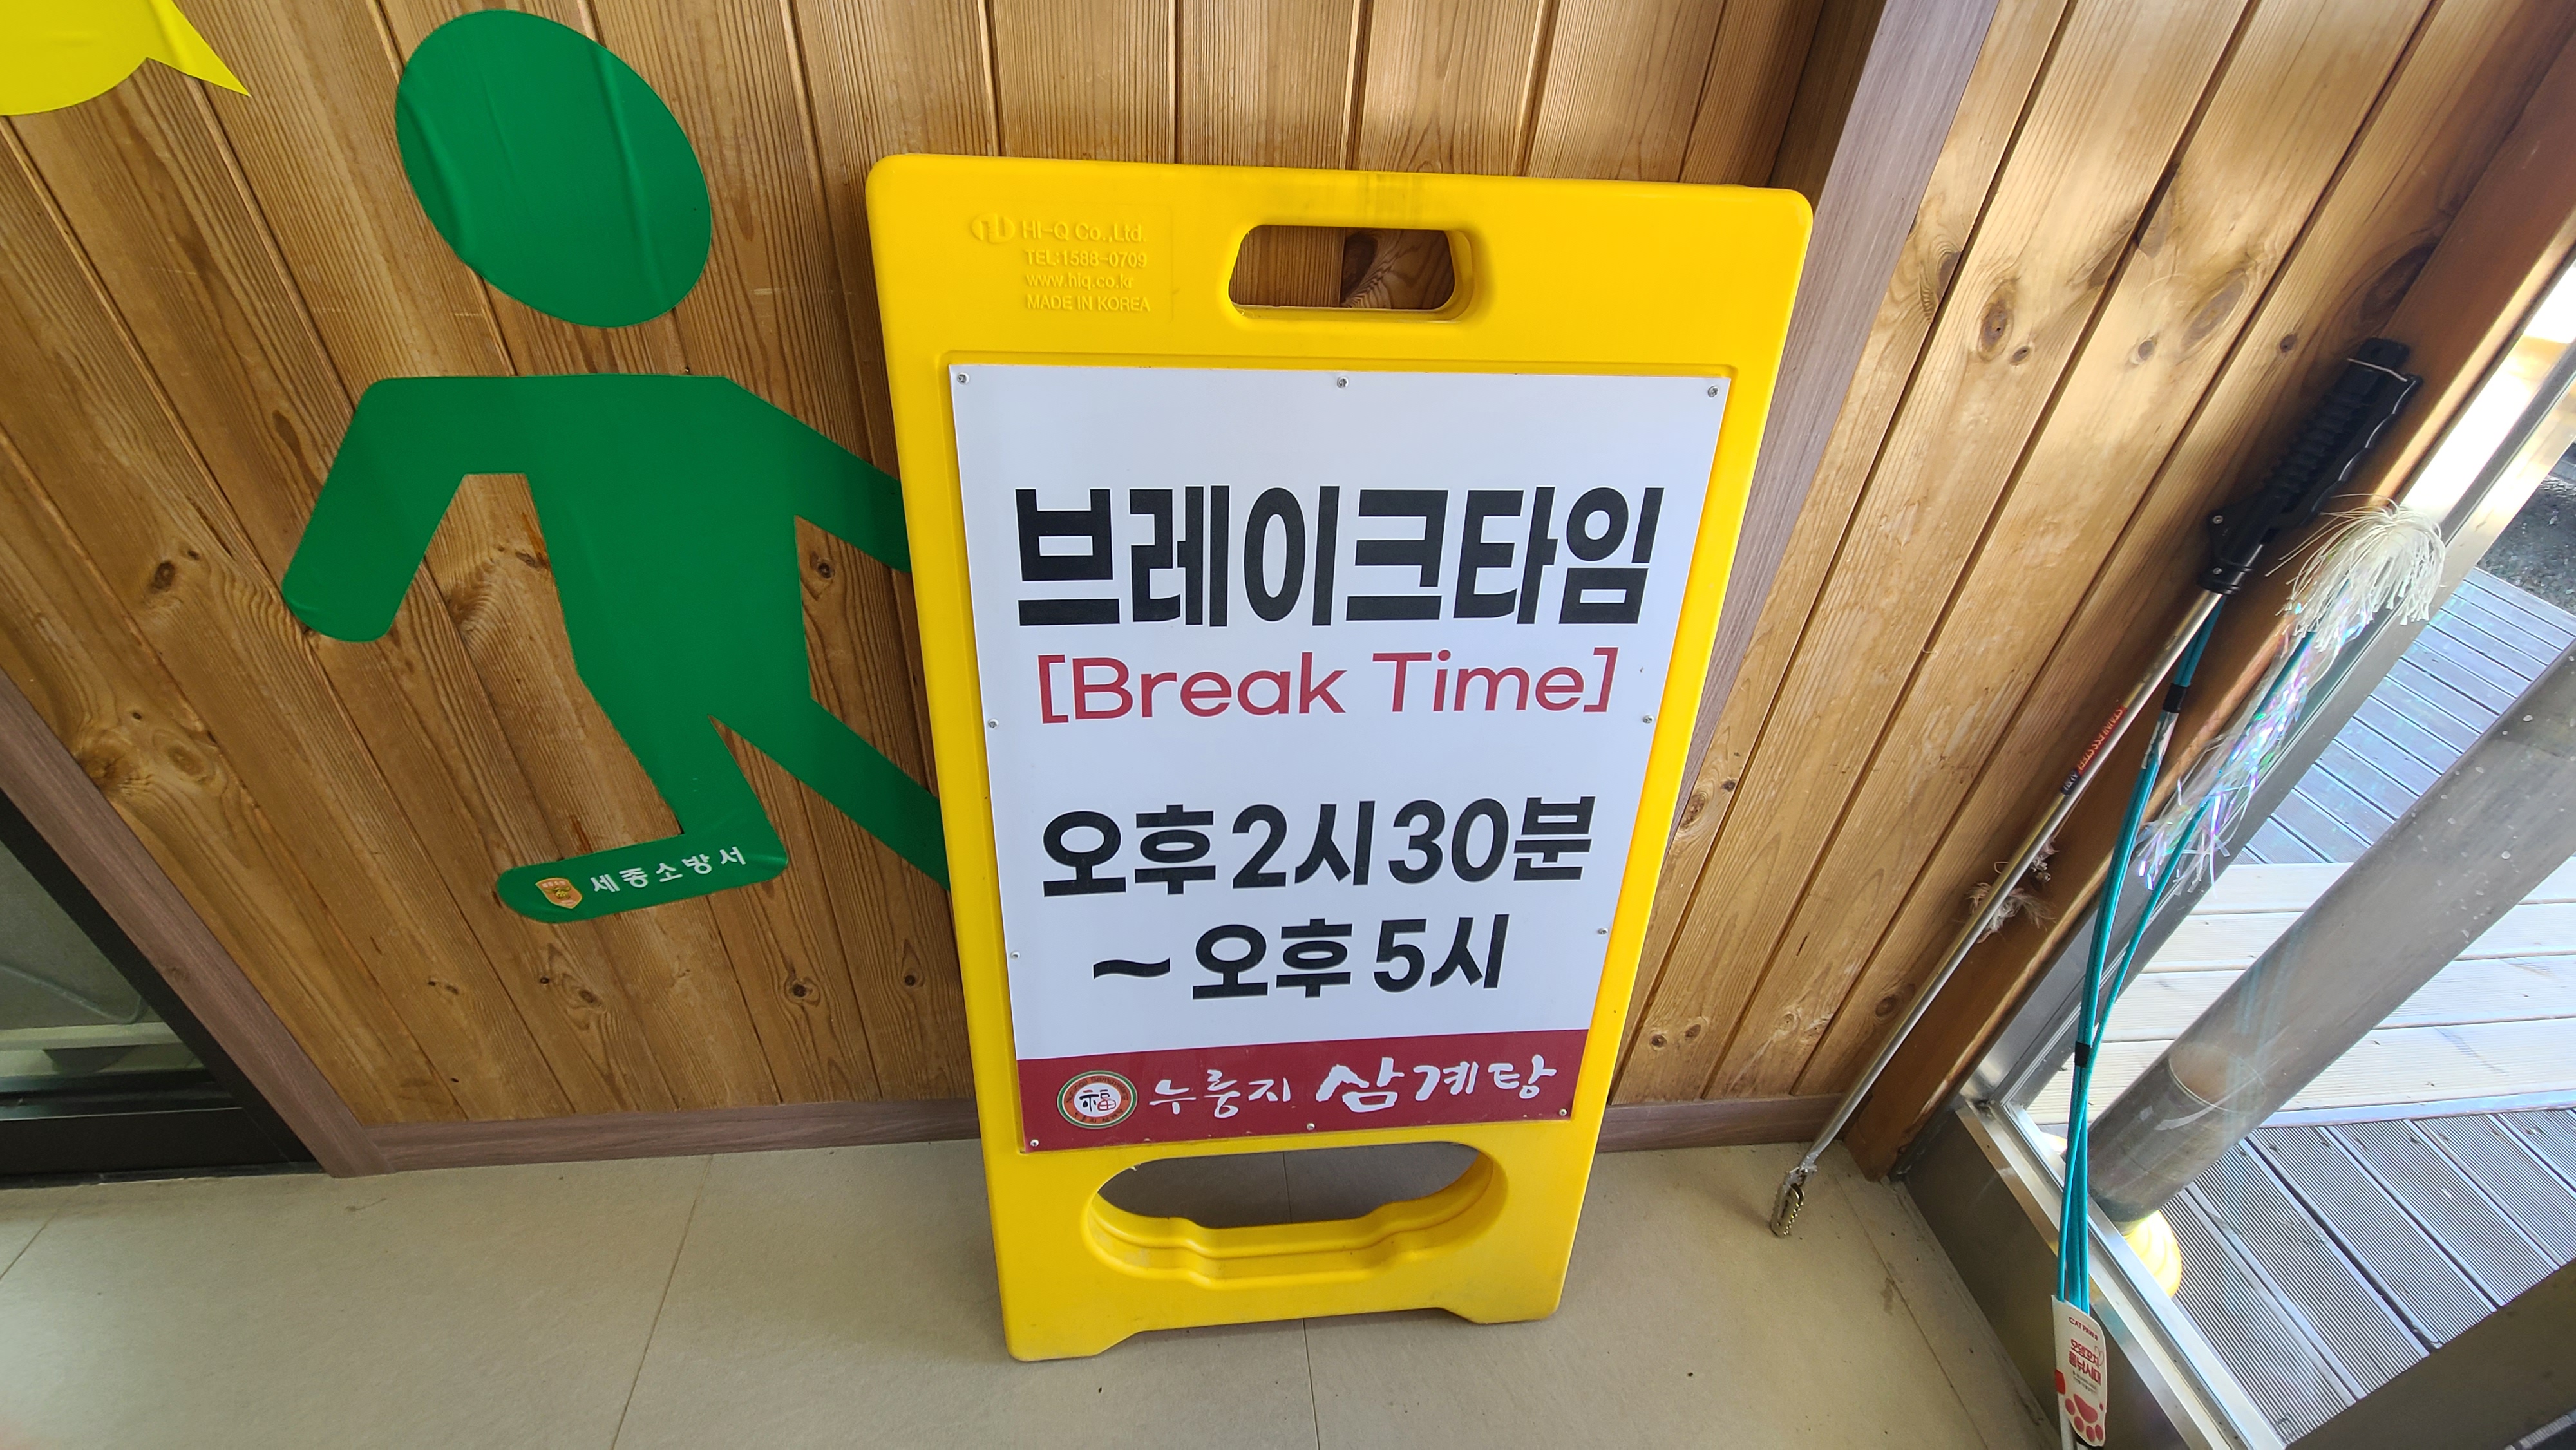 HI-Q Co.,Ltd.
TEL:1588-0709
www.hiq.co.kr
MADE IN KOREA
브레이크타임
[Break Time]
오후2시30분
~오후5시
福
누룽지 삼계탕
세종소방서